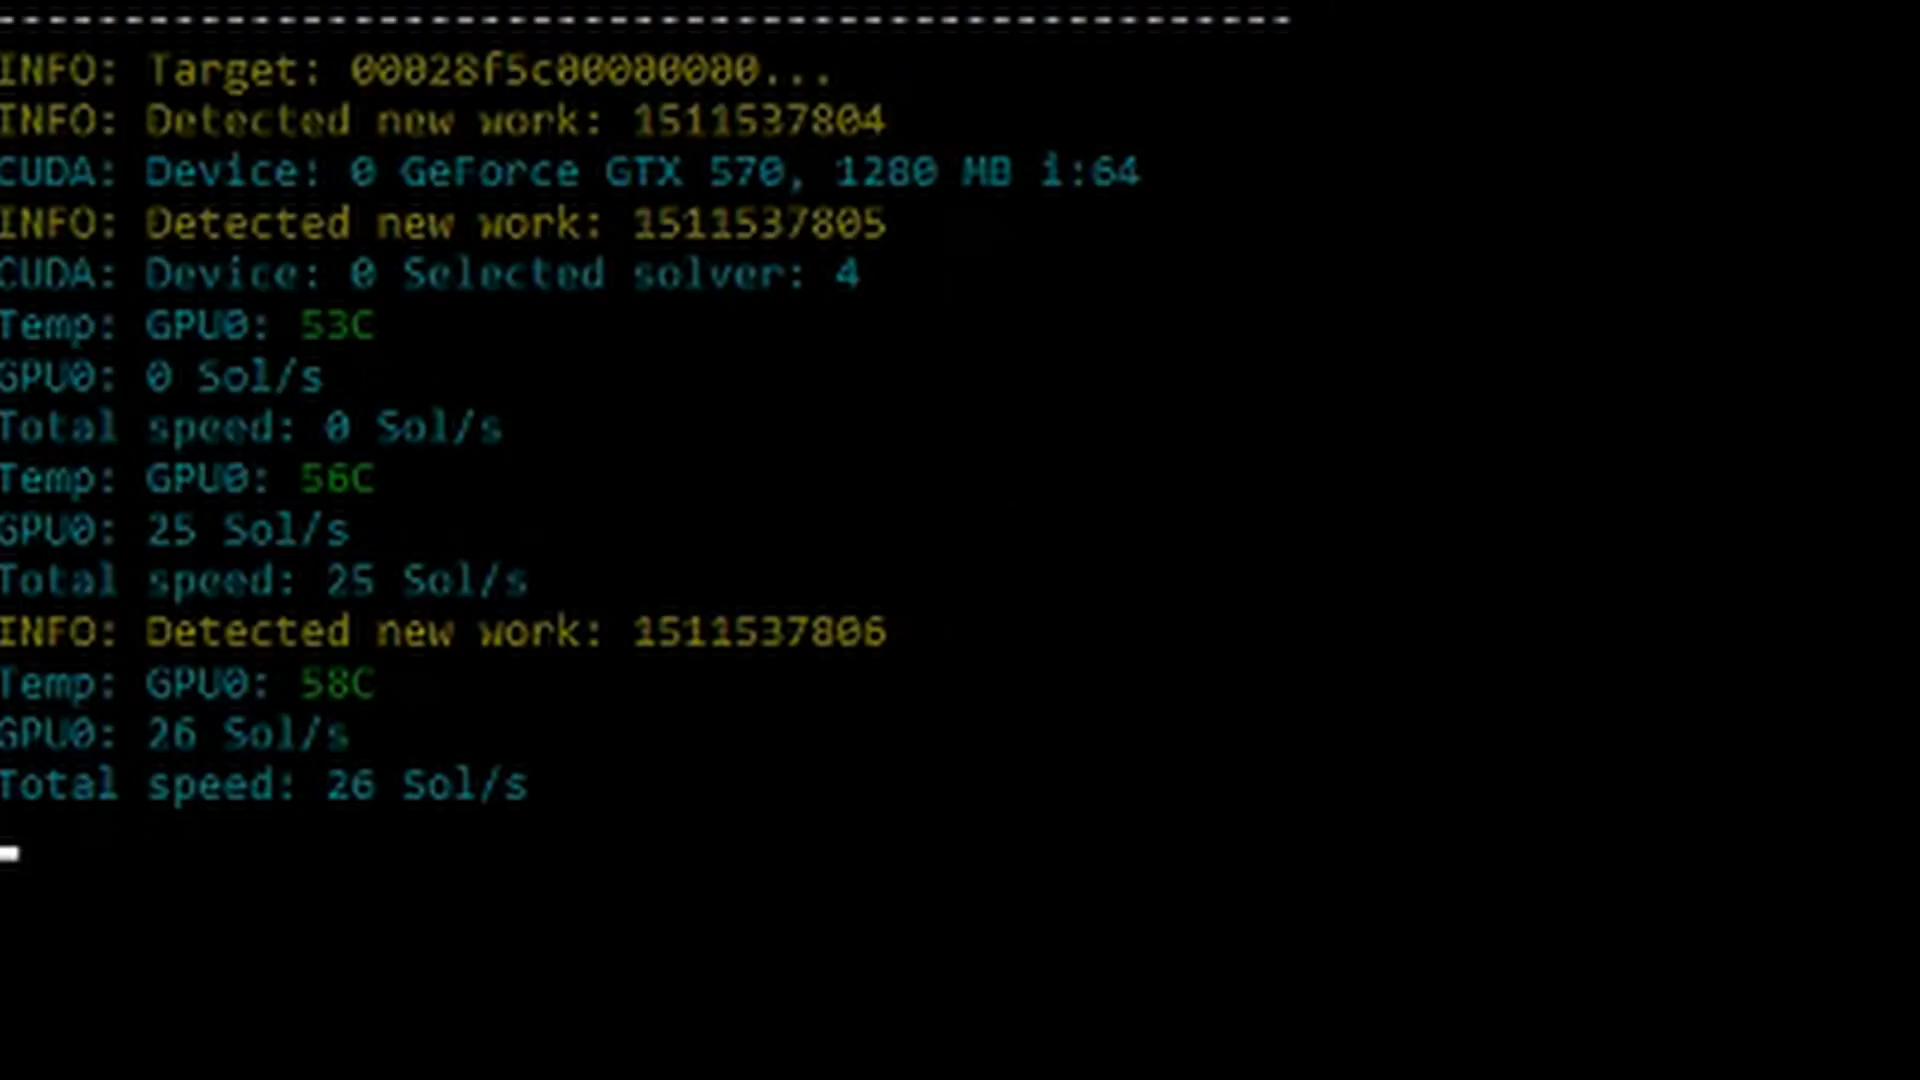 INFO: Target: 00028f5c00000000...
INFO: Detected new work: 1511537804
CUDA: Device: 0 GeForce GTX 570, 1280 MB i:64
INFO: Detected new work: 1511537805
CUDA: Device: 0 Selected solver: 4
Temp: GPU0: 53C
GPU0: 0 Sol/s
Total speed: 0 Sol/s
Temp: GPU0: 56C
GPU0: 25 Sol/s
Total speed: 25 Sol/s
INFO: Detected new work: 1511537806
Temp: GPU0: 58C
GPU0: 26 Sol/s
Total speed: 26 Sol/s